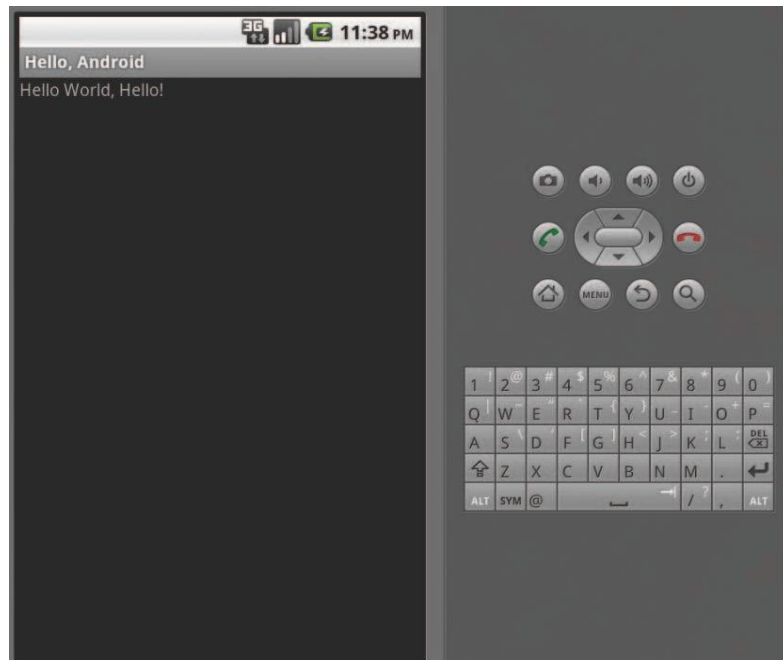 3G 11:38 PM
Hello, Android
Hello World, Hello!
MENU
1 ! 2 @ 3 # 4 $ 5 % 6 ^ 7 & 8 * 9 ( 0 )
Q | W ~ E " R ` T { Y } U _ I - O + P =
A S \ D ' F [ G ] H < J > K ; L : DEL
Z X C V B N M .
ALT SYM @ / ? , ALT